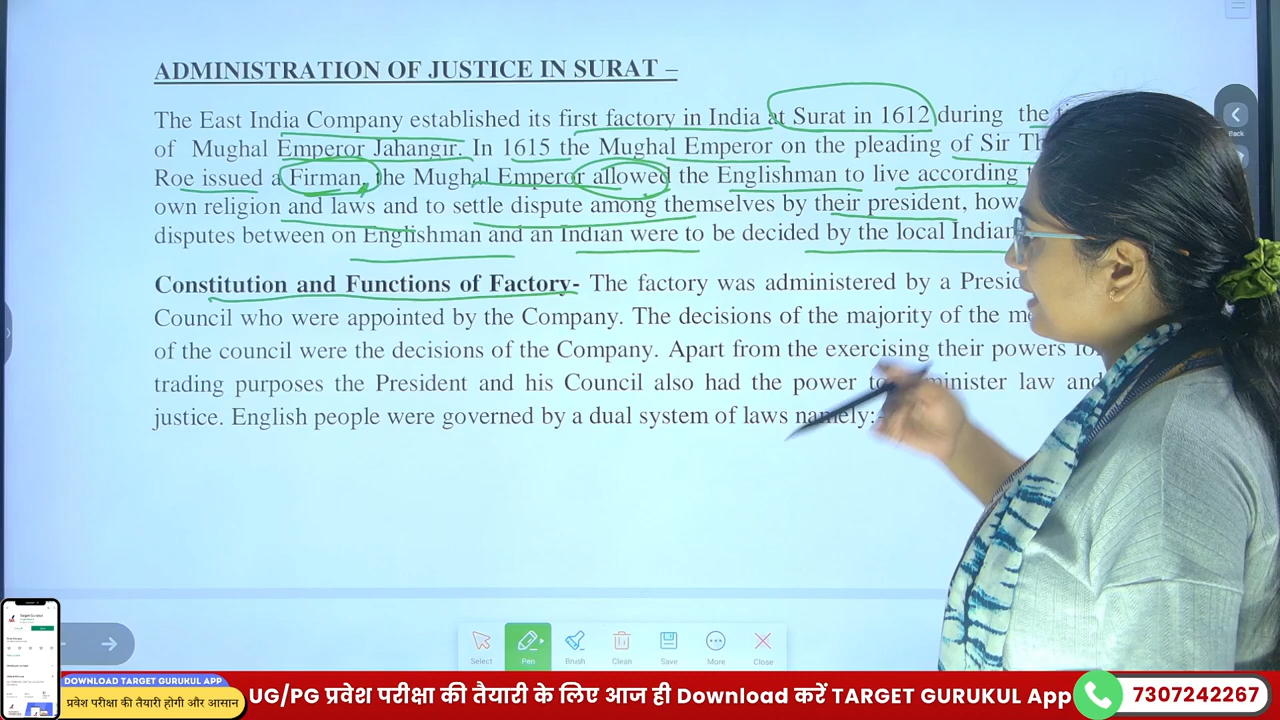 ADMINISTRATION OF JUSTICE IN SURAT –
The East India Company established its first factory in India at Surat in 1612 during the
of Mughal Emperor Jahangir. In 1615 the Mughal Emperor on the pleading of Sir
Roe issued a Firman, the Mughal Emperor allowed the Englishman to live according
own religion and laws and to settle dispute among themselves by their president,
disputes between on Englishman and an Indian were to be decided by the local Indian
Constitution and Functions of Factory- The factory was administered by a
Council who were appointed by the Company. The decisions of the majority of the
of the council were the decisions of the Company. Apart from the exercising their powers
trading purposes the President and his Council also had the power law and
justice. English people were governed by a dual system of laws namely:-
Back
Select Pen Brush Clean Save More Close
DOWNLOAD TARGET GURUKUL APP
प्रवेश परीक्षा की तैयारी होगी और आसान
UG/PG प्रवेश परीक्षा की तैयारी के लिए आज ही Download करें TARGET GURUKUL App
7307242267